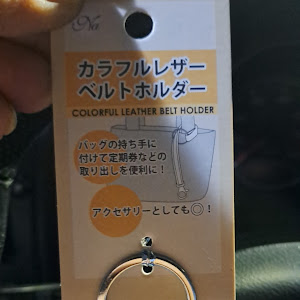 カラフルレザー
ベルトホルダー
COLORFUL LEATHER BELT HOLDER
バッグの持ち手に
付けて定期券などの
取り出しを便利に！
アクセサリーとしても◎！